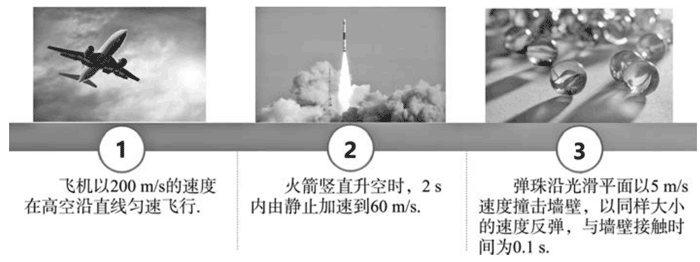 1
飞机以200 m/s的速度
在高空沿直线匀速飞行.
2
火箭竖直升空时，2 s
内由静止加速到60 m/s.
3
弹珠沿光滑平面以5 m/s
速度撞击墙壁，以同样大小
的速度反弹，与墙壁接触时
间为0.1 s.